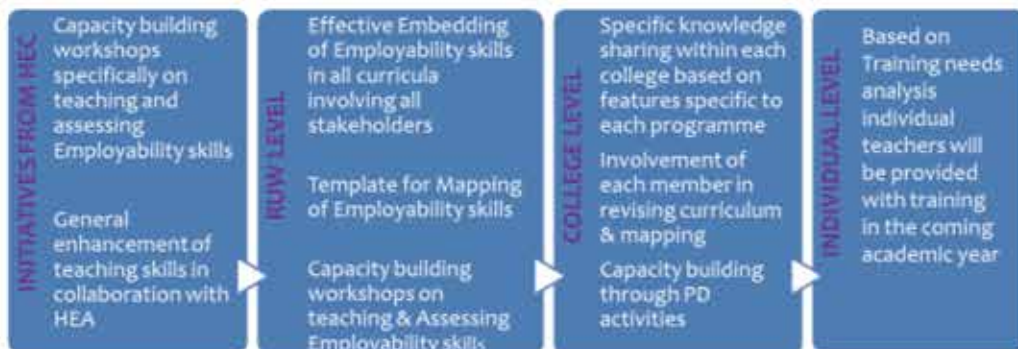 INITIATIVES FROM HEC
Capacity building
workshops
specifically on
teaching and
assessing
Employability skills
General
enhancement of
teaching skills in
collaboration with
HEA
RUW LEVEL
Effective Embedding
of Employability skills
in all curricula
involving all
stakeholders
Template for Mapping
of Employability skills
Capacity building
workshops on
teaching & Assessing
Employability skills
COLLEGE LEVEL
Specific knowledge
sharing within each
college based on
features specific to
each programme
Involvement of
each member in
revising curriculum
& mapping
Capacity building
through PD
activities
INDIVIDUAL LEVEL
Based on
Training needs
analysis
individual
teachers will
be provided
with training
in the coming
academic year